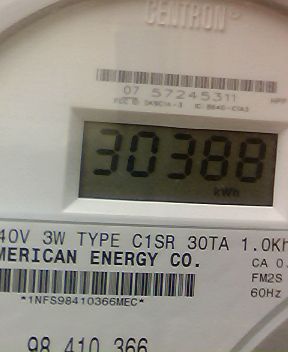 CENTRON®
07 57245311
30388
kWh
40V 3W TYPE C1SR 30TA 1.0Kh
MERICAN ENERGY CO.
CA 0.
FM2S
60Hz
*1NFS98410366MEC*
98 410 366